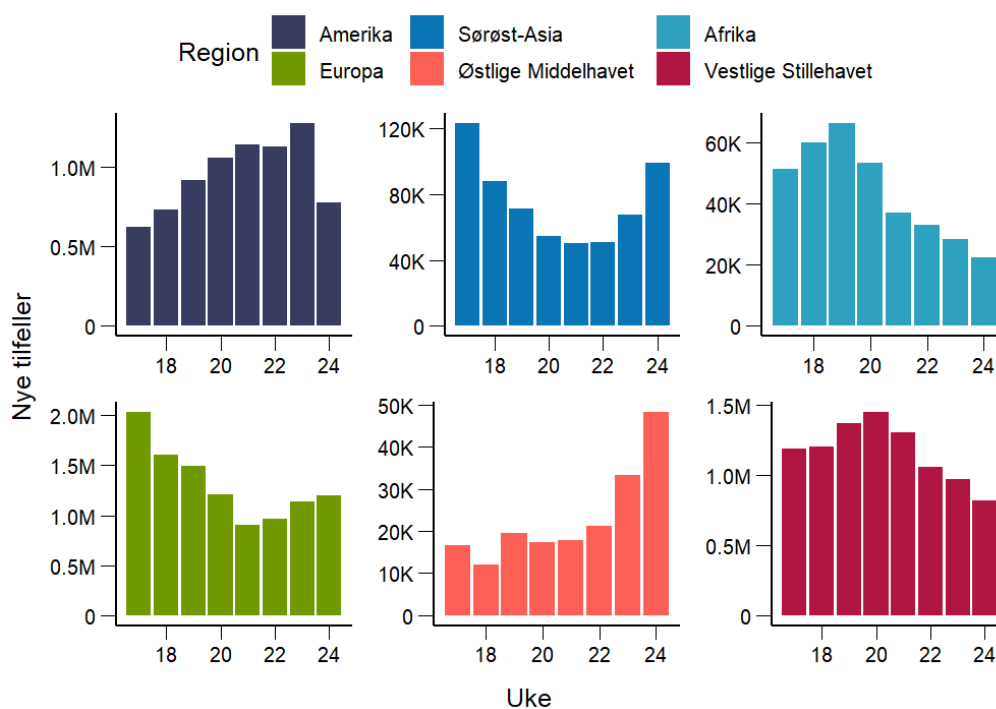 Region
Amerika
Sørøst-Asia
Afrika
Europa
Østlige Middelhavet
Vestlige Stillehavet
Nye tilfeller
1.0M
0.5M
0
18 20 22 24
120K
80K
40K
0
18 20 22 24
60K
40K
20K
0
18 20 22 24
2.0M
1.5M
1.0M
0.5M
0
18 20 22 24
50K
40K
30K
20K
10K
0
18 20 22 24
1.5M
1.0M
0.5M
0
18 20 22 24
Uke